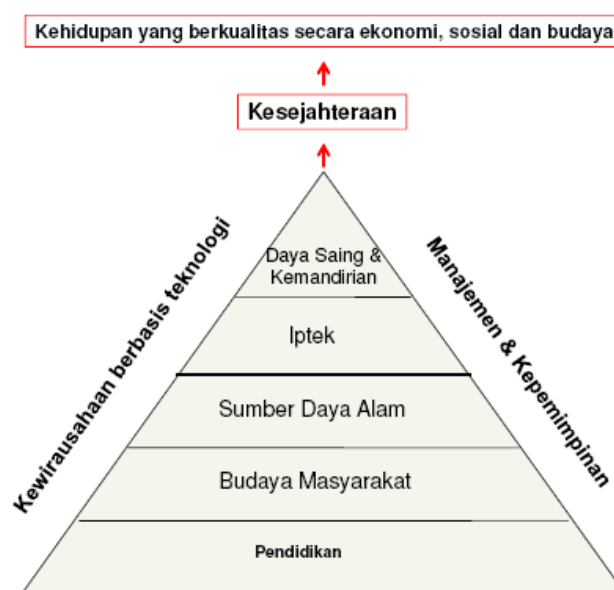 Kehidupan yang berkualitas secara ekonomi, sosial dan budaya
Kesejahteraan
Kewirausahaan berbasis teknologi
Manajemen & Kepemimpinan
Daya Saing &
Kemandirian
Iptek
Sumber Daya Alam
Budaya Masyarakat
Pendidikan